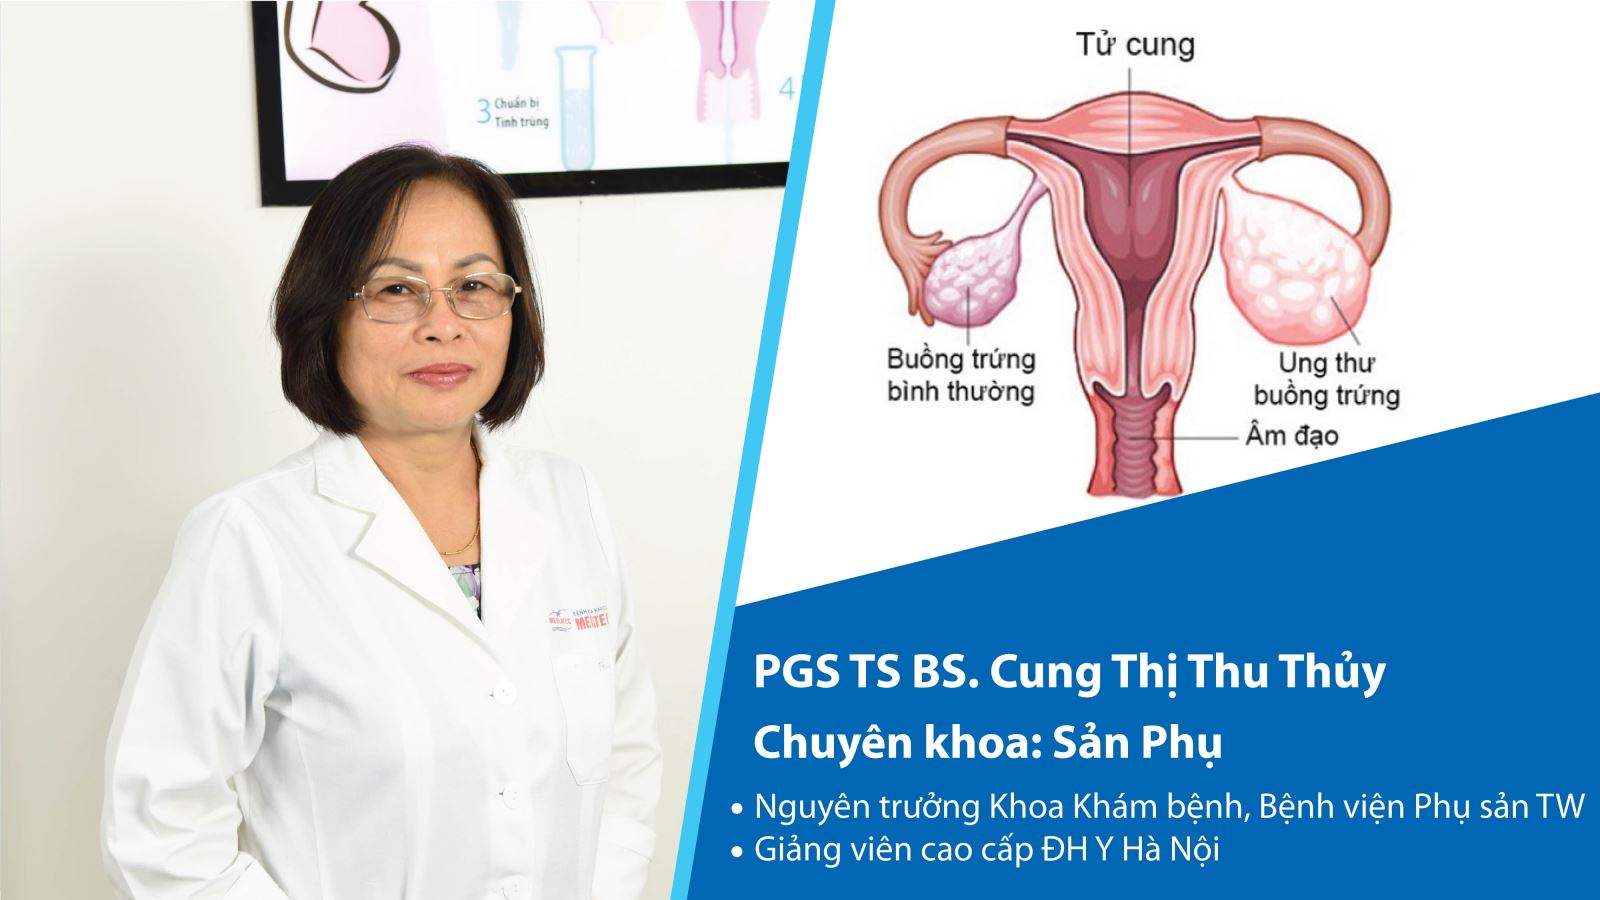 3 Chuẩn bị
Tinh trùng
4
Tử cung
Buồng trứng
bình thường
Ung thư
buồng trứng
Âm đạo
PGS TS BS. Cung Thị Thu Thủy
Chuyên khoa: Sản Phụ
• Nguyên trưởng Khoa Khám bệnh, Bệnh viện Phụ sản TW
• Giảng viên cao cấp ĐH Y Hà Nội